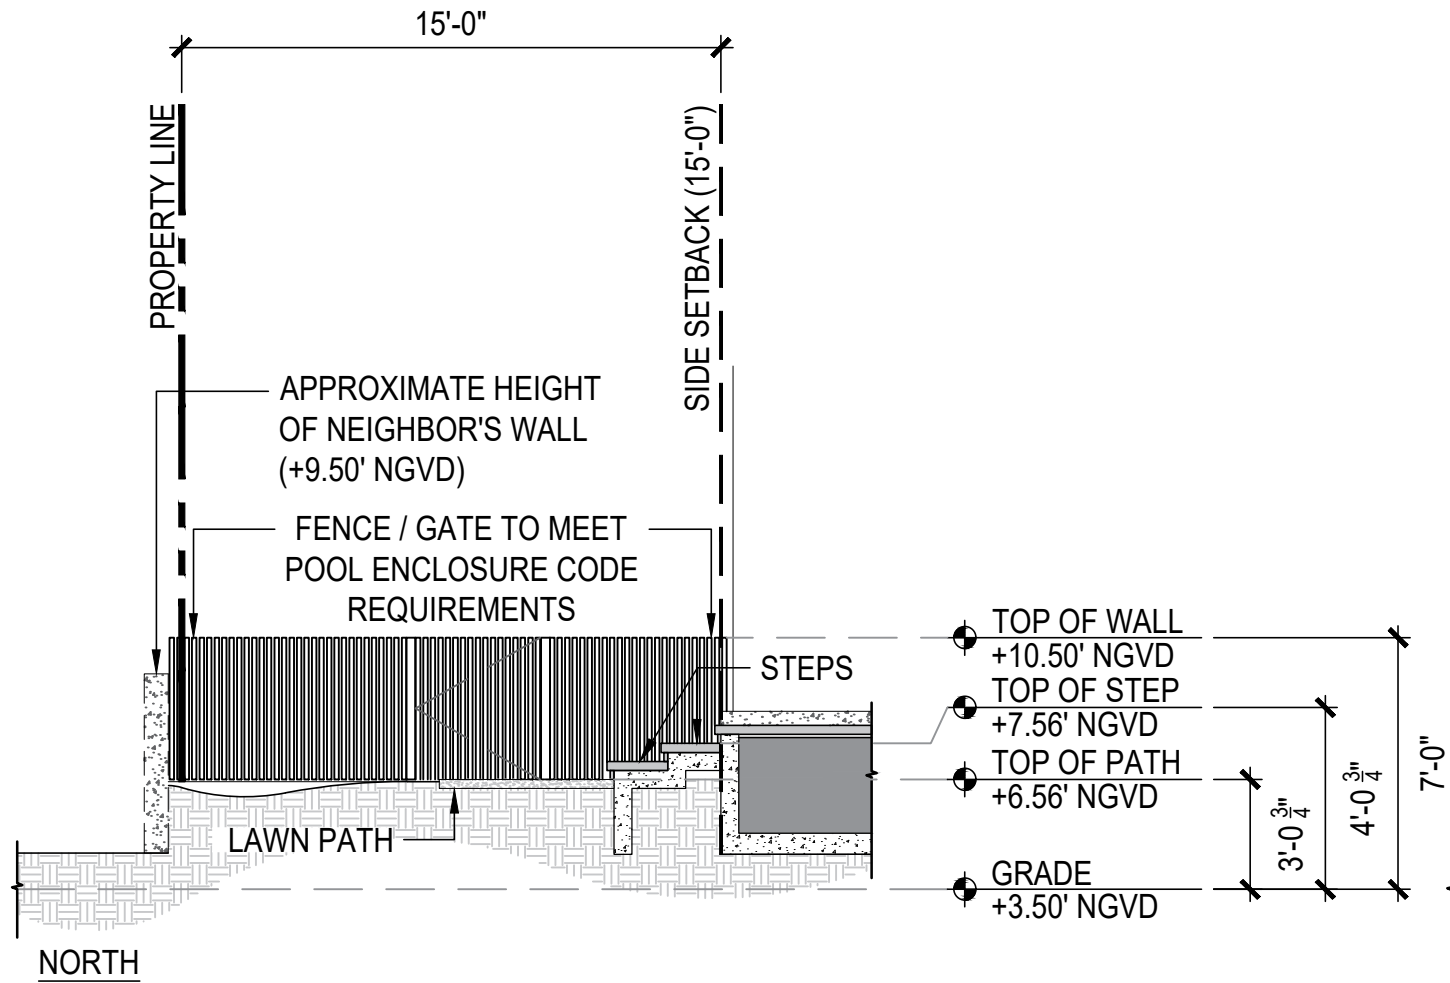 15'-0"
PROPERTY LINE
SIDE SETBACK (15'-0")
APPROXIMATE HEIGHT
OF NEIGHBOR'S WALL
(+9.50' NGVD)
FENCE / GATE TO MEET
POOL ENCLOSURE CODE
REQUIREMENTS
STEPS
LAWN PATH
TOP OF WALL
+10.50' NGVD
TOP OF STEP
+7.56' NGVD
TOP OF PATH
+6.56' NGVD
GRADE
+3.50' NGVD
3'-0 3/4"
4'-0 3/4"
7'-0"
NORTH